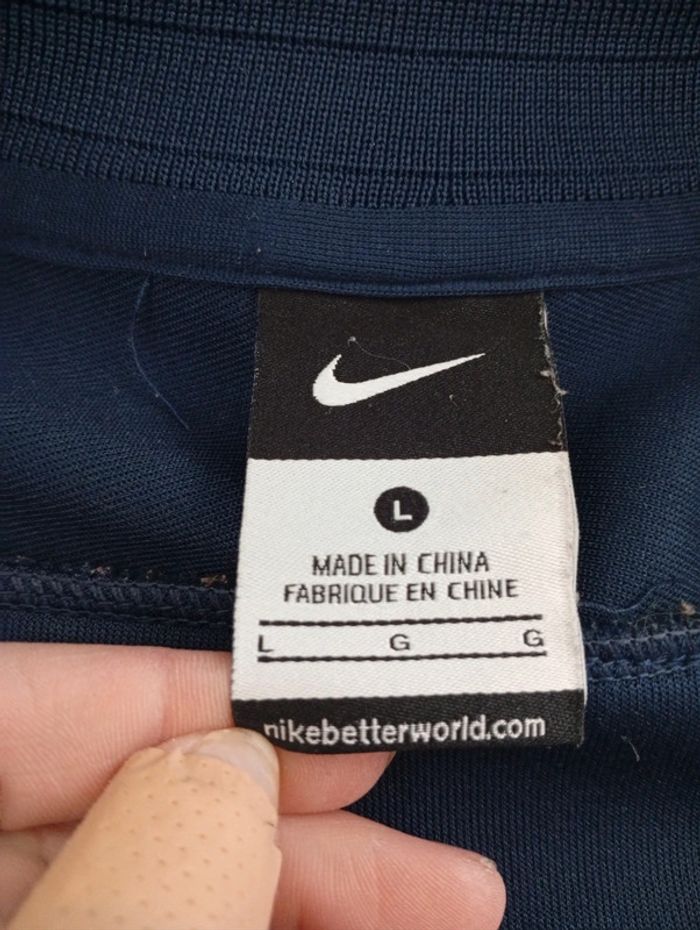 L
MADE IN CHINA
FABRIQUE EN CHINE
L G G
nikebetterworld.com